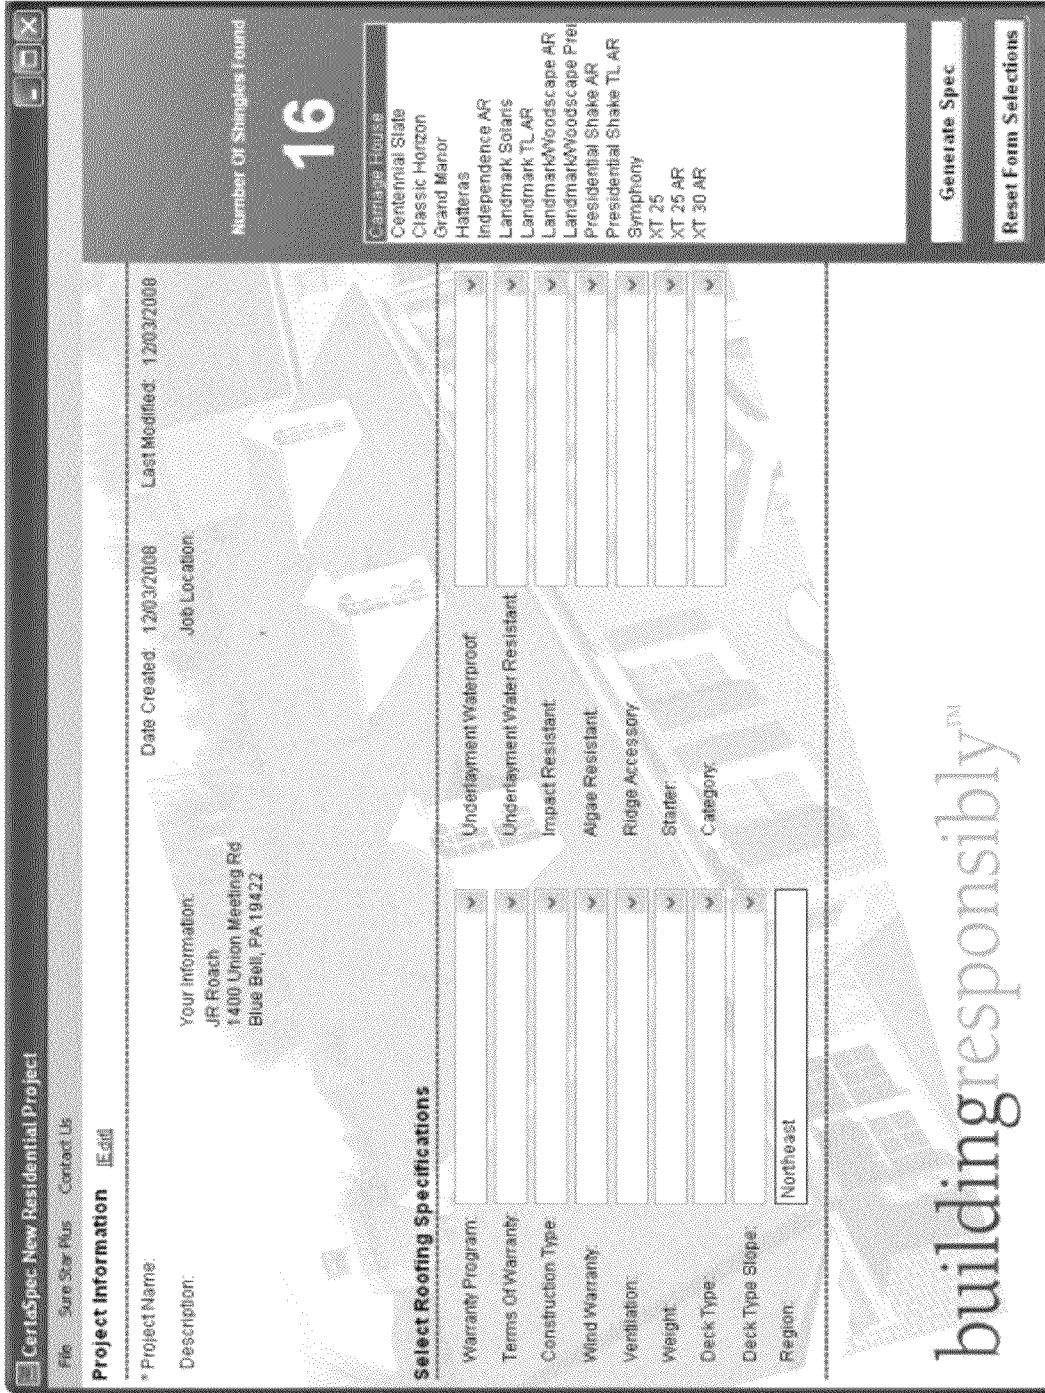 CertaSpec New Residential Project
File Sure Star Plus Contact Us
Project Information [Edit]
* Project Name:
Date Created: 12/03/2008 Last Modified: 12/03/2008
Description:
Your Information:
Job Location:
JR Roach
1400 Union Meeting Rd
Blue Bell, PA 19422
Select Roofing Specifications
Warranty Program:
Terms Of Warranty:
Construction Type:
Wind Warranty:
Ventilation:
Weight:
Deck Type:
Deck Type Slope:
Region: Northeast
Underlayment Waterproof:
Underlayment Water Resistant:
Impact Resistant:
Algae Resistant:
Ridge Accessory:
Starter:
Category:
Number Of Shingles Found
16
Carriage House
Centennial Slate
Classic Horizon
Grand Manor
Hatteras
Independence AR
Landmark Solaris
Landmark TL AR
Landmark/Woodscape AR
Landmark/Woodscape Prei
Presidential Shake AR
Presidential Shake TL AR
Symphony
XT 25
XT 25 AR
XT 30 AR
Generate Spec
Reset Form Selections
buildingresponsibly™